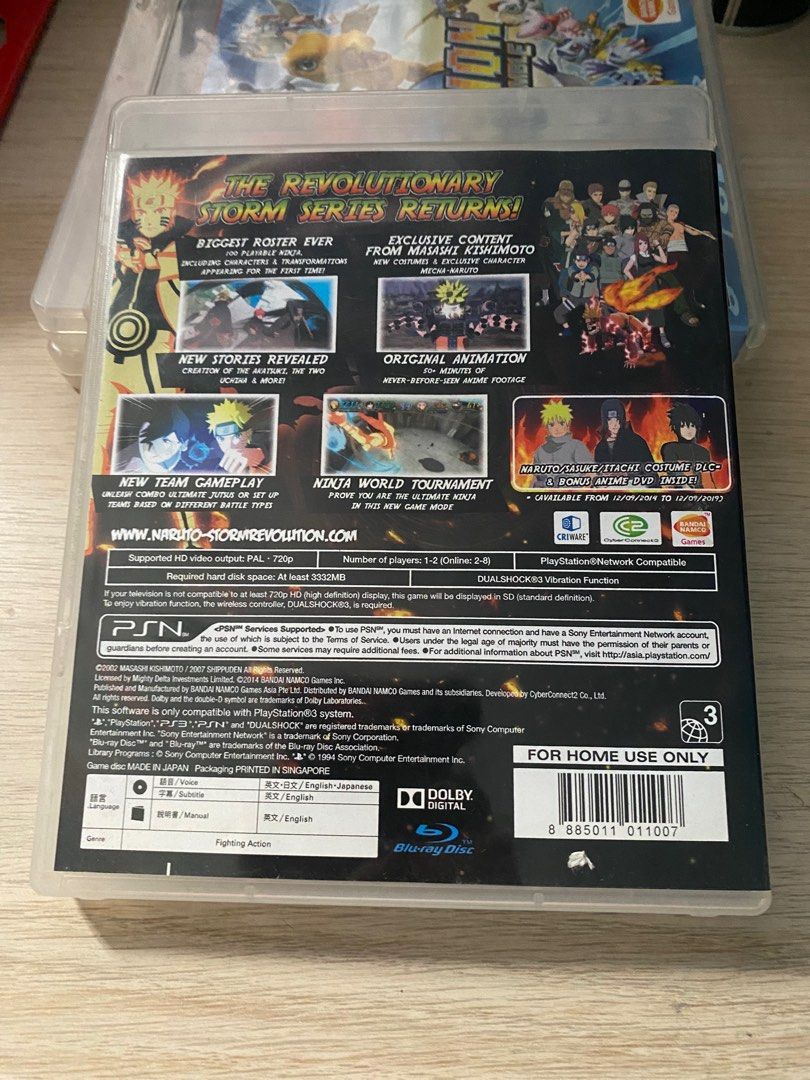 THE REVOLUTIONARY
STORM SERIES RETURNS!
BIGGEST ROSTER EVER
100 PLAYABLE NINJA,
INCLUDING CHARACTERS & TRANSFORMATIONS
APPEARING FOR THE FIRST TIME!
EXCLUSIVE CONTENT
FROM MASASHI KISHIMOTO
NEW COSTUMES & EXCLUSIVE CHARACTER
MECHA-NARUTO
NEW STORIES REVEALED
CREATION OF THE AKATSUKI, THE TWO
UCHIHA & MORE!
ORIGINAL ANIMATION
50+ MINUTES OF
NEVER-BEFORE-SEEN ANIME FOOTAGE
NEW TEAM GAMEPLAY
UNLEASH COMBO ULTIMATE JUTSUS OR SET UP
TEAMS BASED ON DIFFERENT BATTLE TYPES
NINJA WORLD TOURNAMENT
PROVE YOU ARE THE ULTIMATE NINJA
IN THIS NEW GAME MODE
NARUTO/SASUKE/ITACHI COSTUME DLC*
& BONUS ANIME DVD INSIDE!
* (AVAILABLE FROM 12/09/2014 TO 12/09/2019)
WWW.NARUTO-STORMREVOLUTION.COM
CRIWARE
CyberConnect2
BANDAI
NAMCO
Games
Supported HD video output: PAL · 720p
Number of players: 1-2 (Online: 2-8)
PlayStation®Network Compatible
Required hard disk space: At least 3332MB
DUALSHOCK®3 Vibration Function
If your television is not compatible to at least 720p HD (high definition) display, this game will be displayed in SD (standard definition).
To enjoy vibration function, the wireless controller, DUALSHOCK®3, is required.
PSN℠
<PSN℠ Services Supported> ●To use PSN℠, you must have an Internet connection and have a Sony Entertainment Network account,
the use of which is subject to the Terms of Service. ●Users under the legal age of majority must have the permission of their parents or
guardians before creating an account. ●Some services may require additional fees. ●For additional information about PSN℠, visit http://asia.playstation.com/
©2002 MASASHI KISHIMOTO / 2007 SHIPPUDEN All Rights Reserved.
Licensed by Mighty Delta Investments Limited. ©2014 BANDAI NAMCO Games Inc.
Published and Manufactured by BANDAI NAMCO Games Asia Pte Ltd. Distributed by BANDAI NAMCO Games and its subsidiaries. Developed by CyberConnect2 Co., Ltd.
All rights reserved. Dolby and the double-D symbol are trademarks of Dolby Laboratories.
This software is only compatible with PlayStation®3 system.
", "PlayStation", "PS3", "PSN" and "DUALSHOCK" are registered trademarks or trademarks of Sony Computer
Entertainment Inc. "Sony Entertainment Network" is a trademark of Sony Corporation.
"Blu-ray Disc™" and "Blu-ray™" are trademarks of the Blu-ray Disc Association.
Library Programs : © Sony Computer Entertainment Inc. © 1994 Sony Computer Entertainment Inc.
Game disc MADE IN JAPAN Packaging PRINTED IN SINGAPORE
3
FOR HOME USE ONLY
語言
Language
語音/Voice
英文·日文/English·Japanese
字幕/Subtitle
英文/English
說明書/Manual
英文/English
Genre
Fighting Action
DOLBY
DIGITAL
Blu-ray Disc™
8 885011 011007